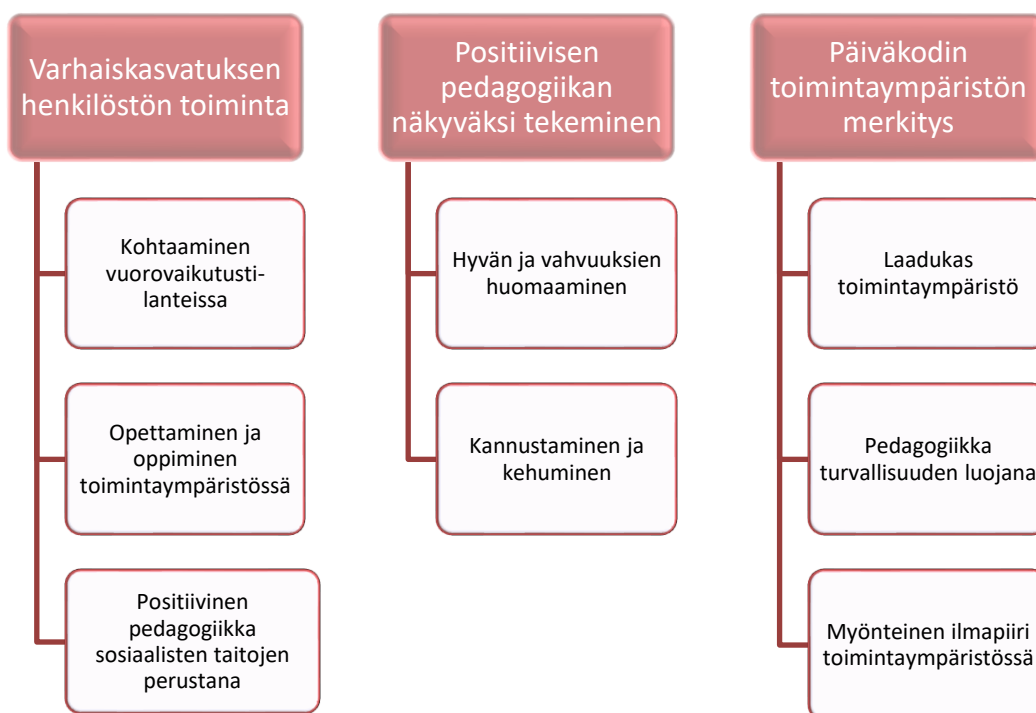 Varhaiskasvatuksen
henkilöstön toiminta
Kohtaaminen
vuorovaikutusti-
lanteissa
Opettaminen ja
oppiminen
toimintaympäristössä
Positiivinen
pedagogiikka
sosiaalisten taitojen
perustana
Positiivisen
pedagogiikan
näkyväksi tekeminen
Hyvän ja vahvuuksien
huomaaminen
Kannustaminen ja
kehuminen
Päiväkodin
toimintaympäristön
merkitys
Laadukas
toimintaympäristö
Pedagogiikka
turvallisuuden luojana
Myönteinen ilmapiiri
toimintaympäristössä